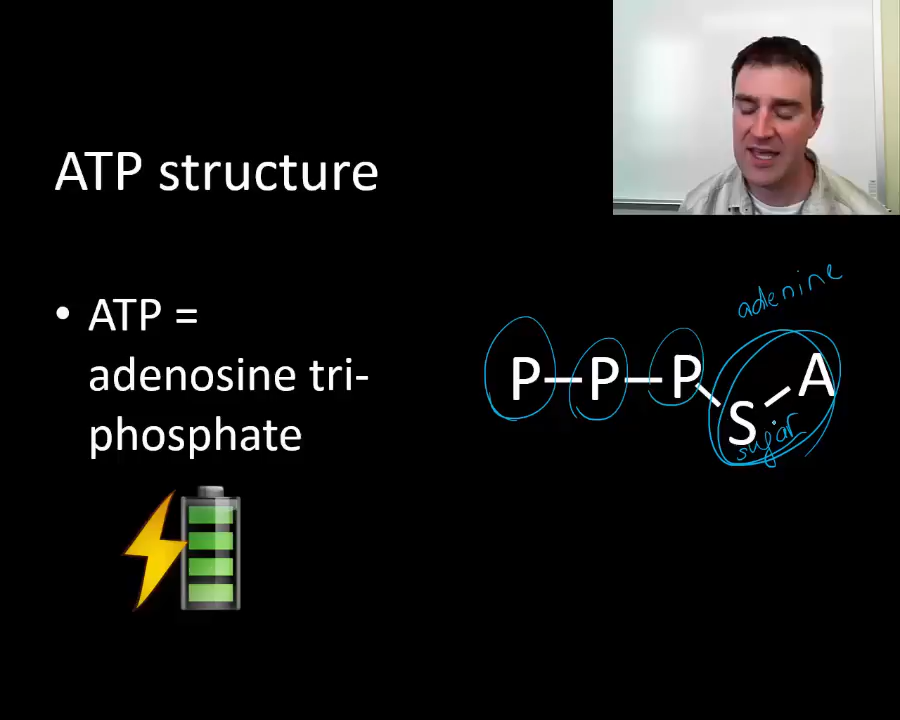 ATP structure
• ATP =
adenosine tri-
phosphate
adenine
P—P—P
S
A
sugar